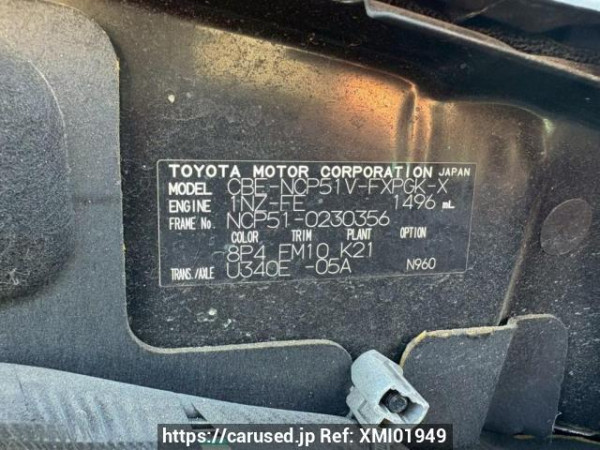 TOYOTA MOTOR CORPORATION JAPAN
MODEL CBE-NCP51V-FXPGK-X
ENGINE 1NZ-FE 1496 mL
FRAME No. NCP51-0230356
COLOR TRIM PLANT OPTION
8P4 EM10 K21
TRANS./AXLE U340E -05A N960
https://carused.jp Ref: XMI01949